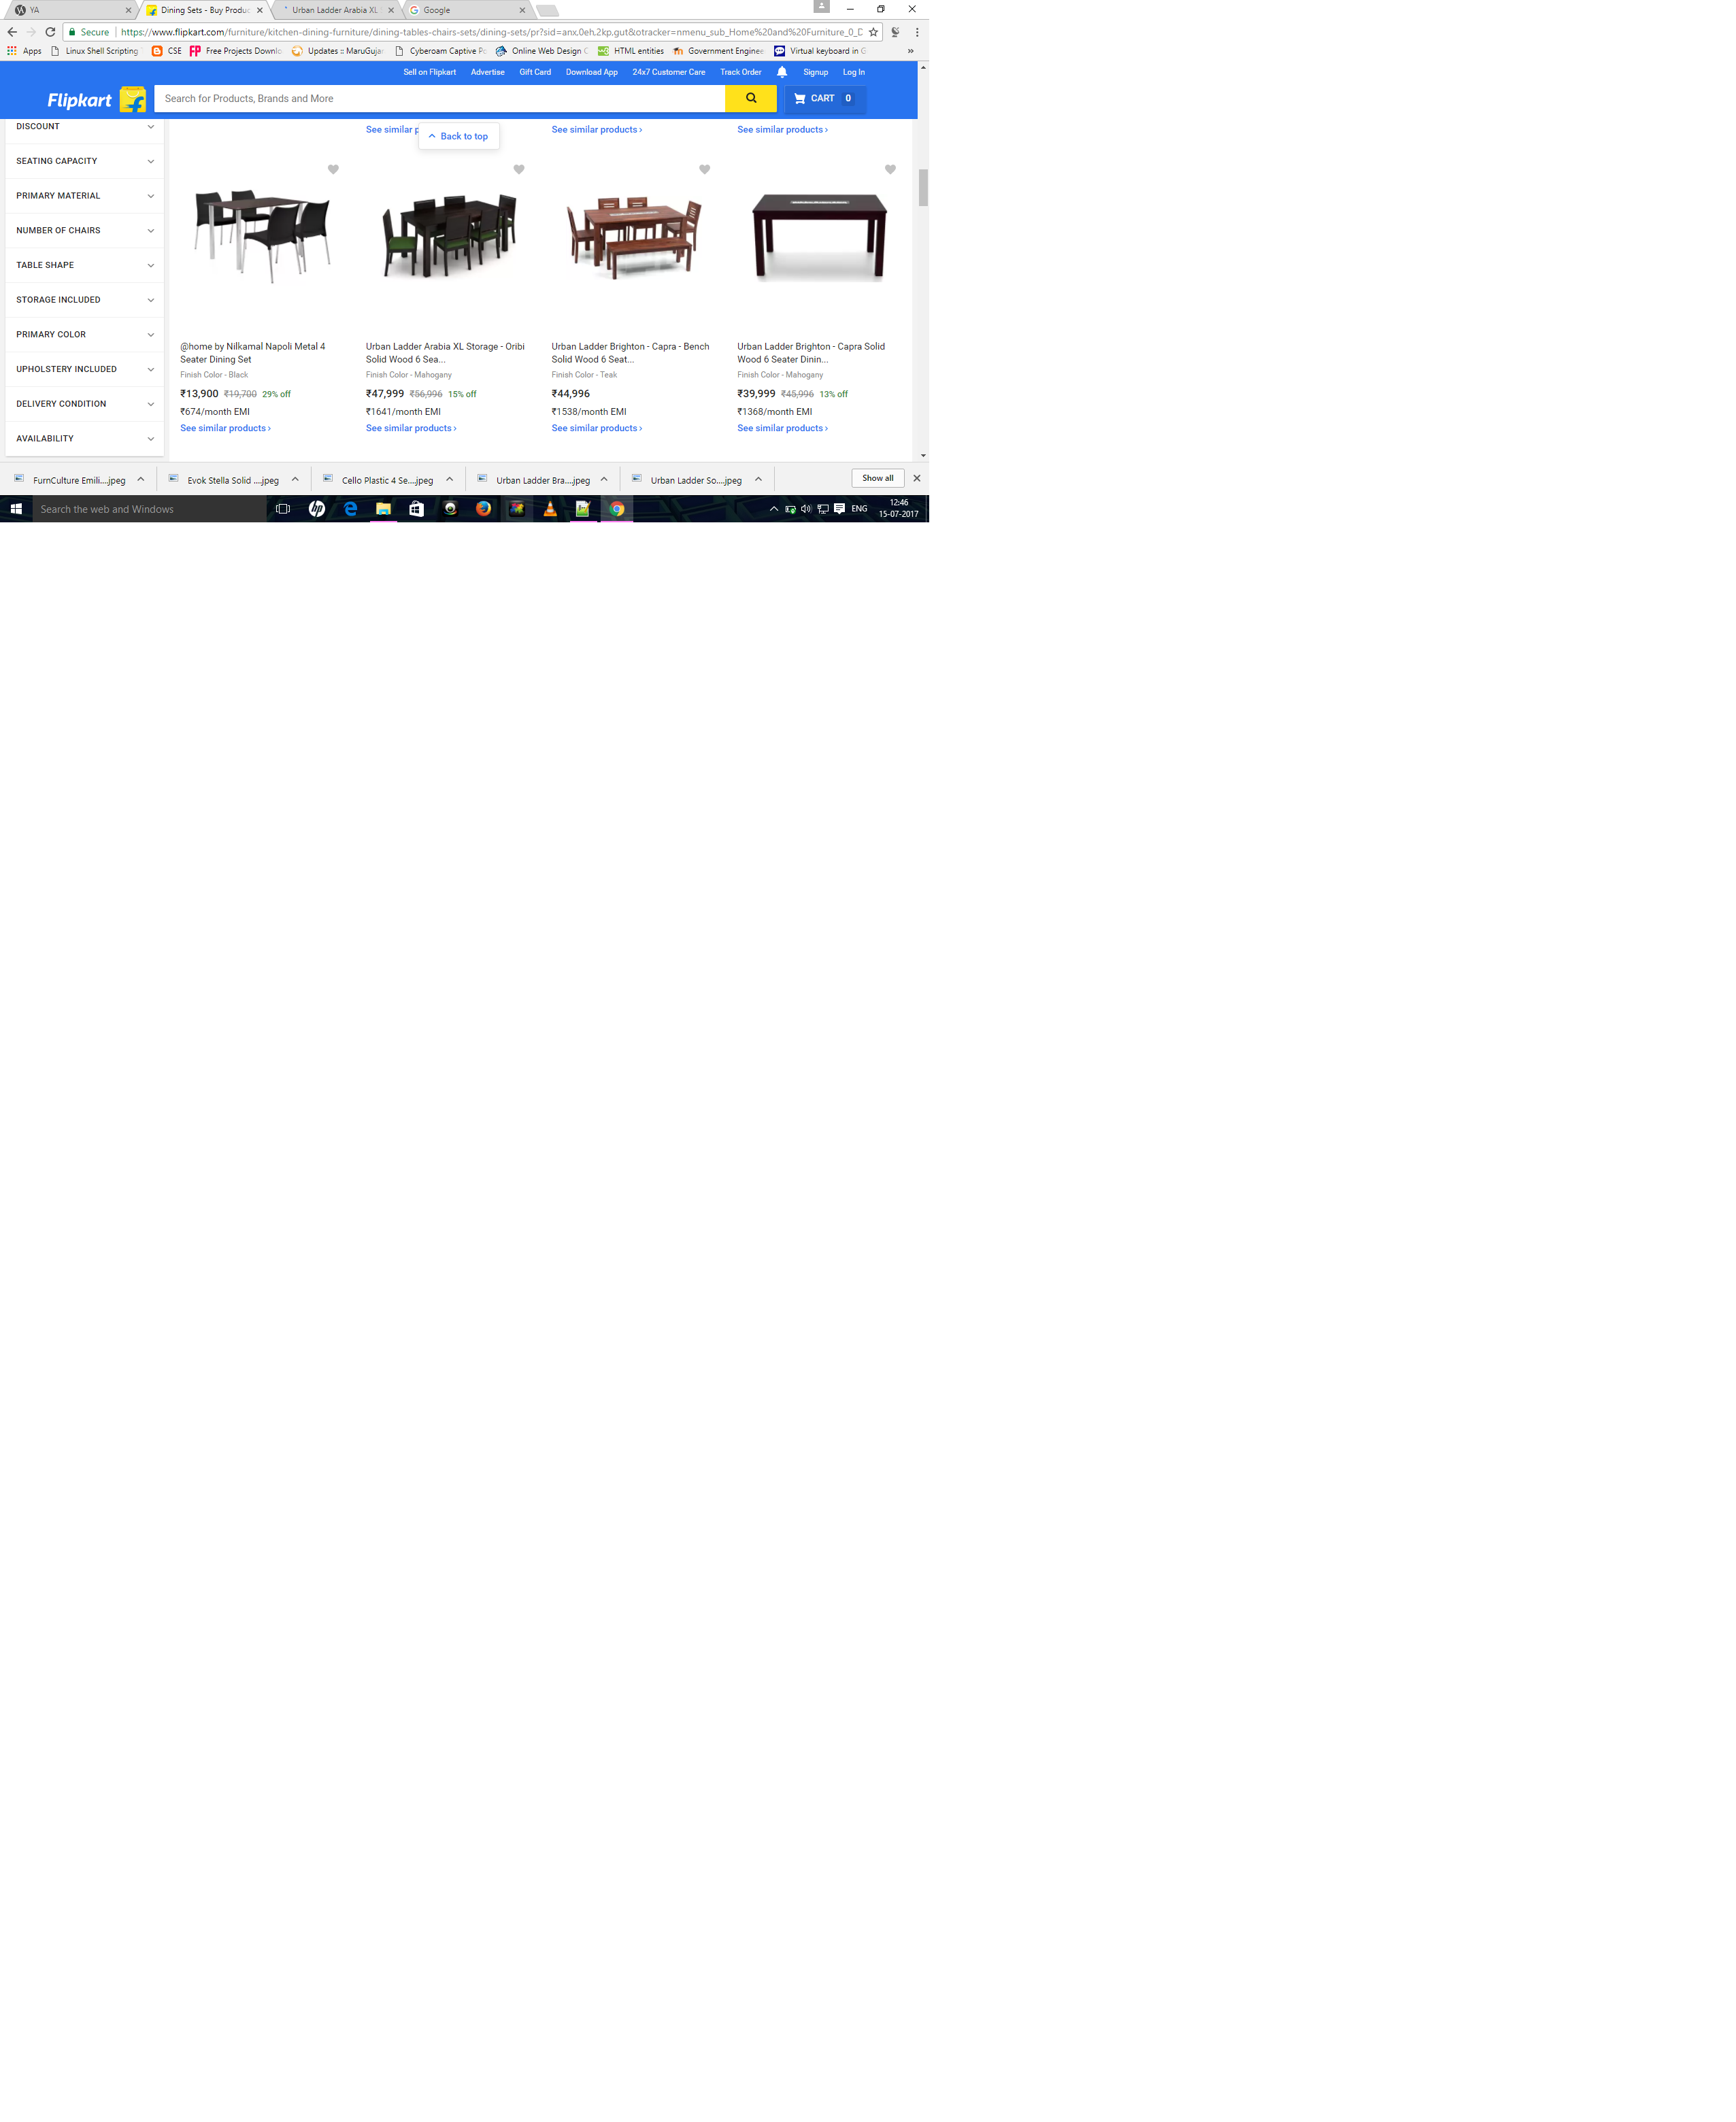 YA
Dining Sets - Buy Produc
Urban Ladder Arabia XL
Google
Secure
https://www.flipkart.com/furniture/kitchen-dining-furniture/dining-tables-chairs-sets/dining-sets/pr?sid=anx,0eh,2kp,gut&otracker=nmenu_sub_Home%20and%20Furniture_0_D
Apps
Linux Shell Scripting
CSE
Free Projects Downlo
Updates :: MaruGujar
Cyberoam Captive Po
Online Web Design C
HTML entities
Government Enginee
Virtual keyboard in G
»
Sell on Flipkart
Advertise
Gift Card
Download App
24x7 Customer Care
Track Order
Signup
Log In
Flipkart
Search for Products, Brands and More
CART 0
DISCOUNT
SEATING CAPACITY
PRIMARY MATERIAL
NUMBER OF CHAIRS
TABLE SHAPE
STORAGE INCLUDED
PRIMARY COLOR
UPHOLSTERY INCLUDED
DELIVERY CONDITION
AVAILABILITY
See similar p
Back to top
See similar products ›
See similar products ›
@home by Nilkamal Napoli Metal 4
Seater Dining Set
Finish Color - Black
₹13,900 ₹19,700 29% off
₹674/month EMI
See similar products ›
Urban Ladder Arabia XL Storage - Oribi
Solid Wood 6 Sea...
Finish Color - Mahogany
₹47,999 ₹56,996 15% off
₹1641/month EMI
See similar products ›
Urban Ladder Brighton - Capra - Bench
Solid Wood 6 Seat...
Finish Color - Teak
₹44,996
₹1538/month EMI
See similar products ›
Urban Ladder Brighton - Capra Solid
Wood 6 Seater Dinin...
Finish Color - Mahogany
₹39,999 ₹45,996 13% off
₹1368/month EMI
See similar products ›
FurnCulture Emili....jpeg
Evok Stella Solid ....jpeg
Cello Plastic 4 Se....jpeg
Urban Ladder Bra....jpeg
Urban Ladder So....jpeg
Show all
Search the web and Windows
hp
ENG
12:46
15-07-2017